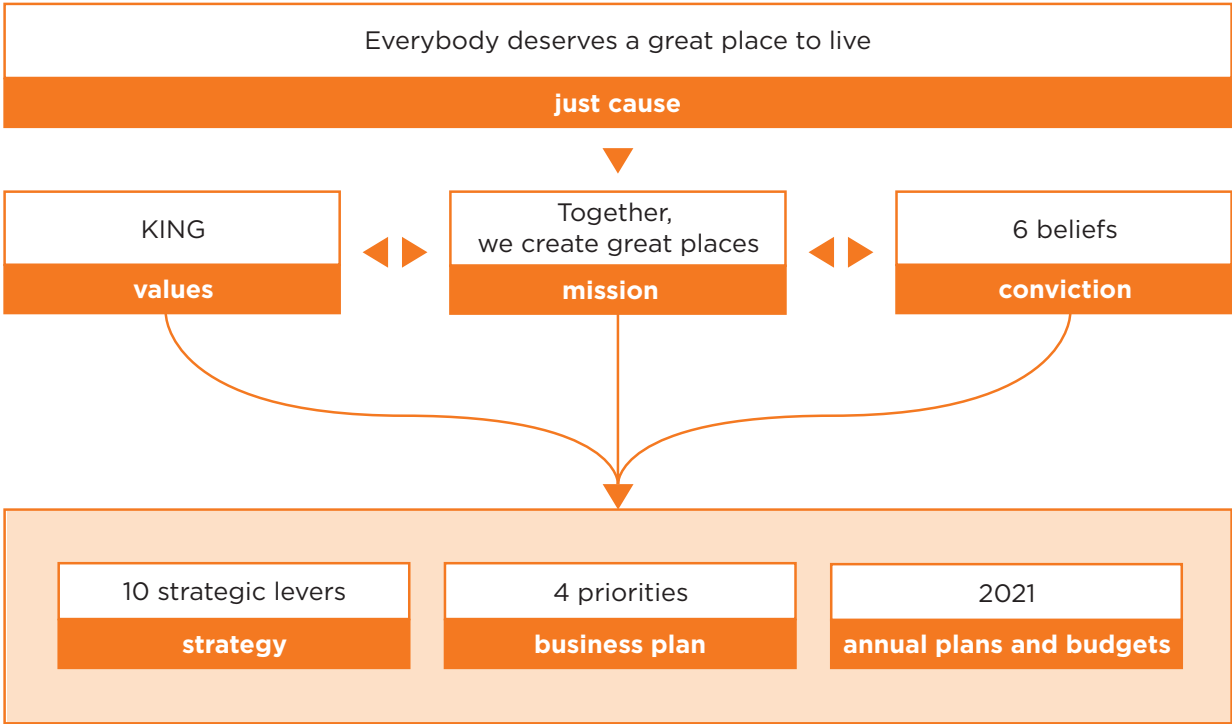 Everybody deserves a great place to live
just cause
KING
values
Together,
we create great places
mission
6 beliefs
conviction
10 strategic levers
strategy
4 priorities
business plan
2021
annual plans and budgets